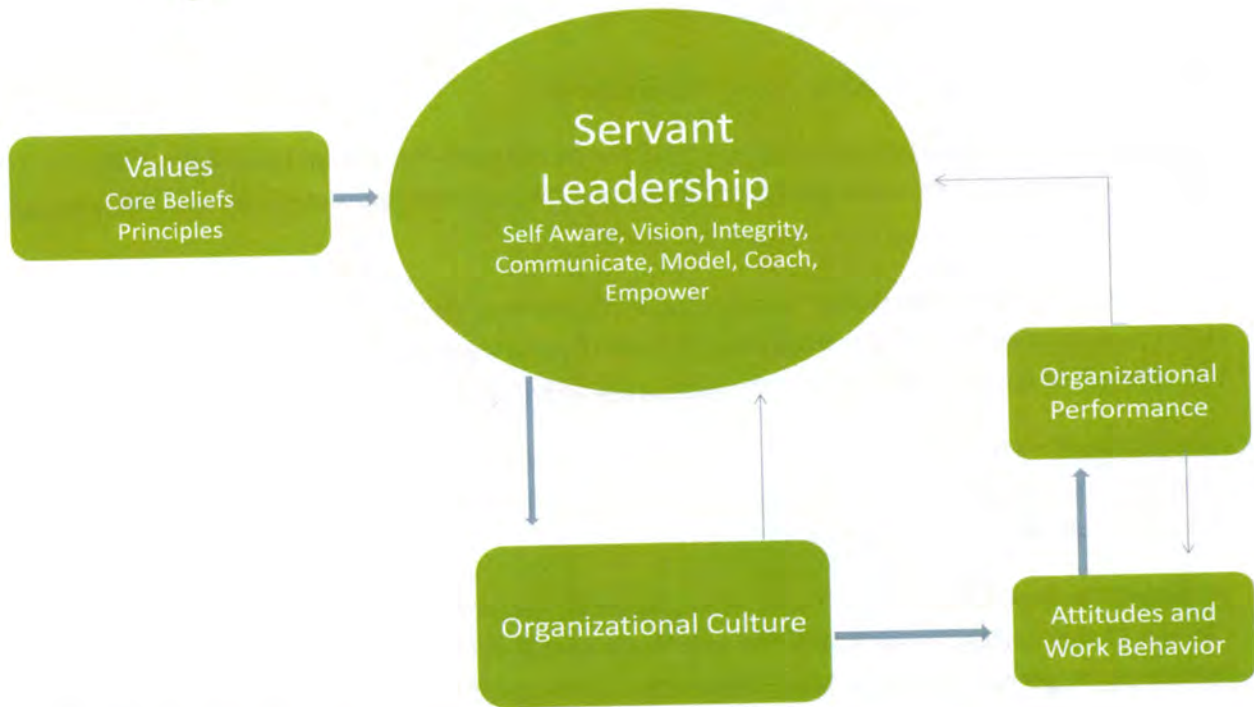 Values
Core Beliefs
Principles
Servant
Leadership
Self Aware, Vision, Integrity,
Communicate, Model, Coach,
Empower
Organizational
Performance
Organizational Culture
Attitudes and
Work Behavior